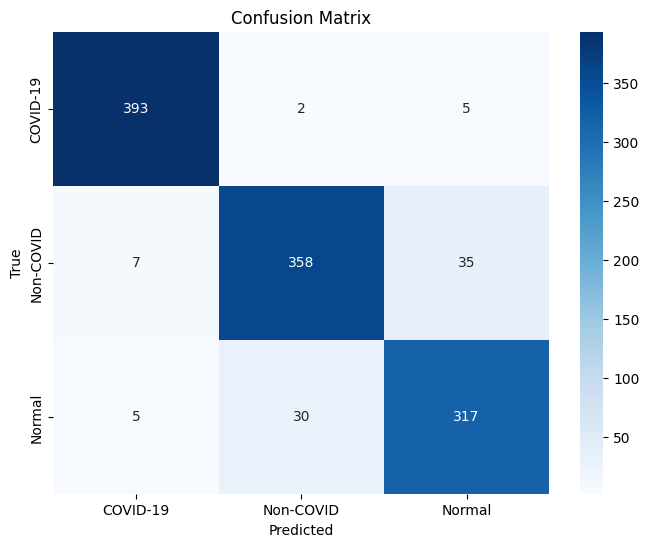 Confusion Matrix
COVID-19
393
2
5
Non-COVID
7
358
35
Normal
5
30
317
True
COVID-19
Non-COVID
Normal
Predicted
350
300
250
200
150
100
50